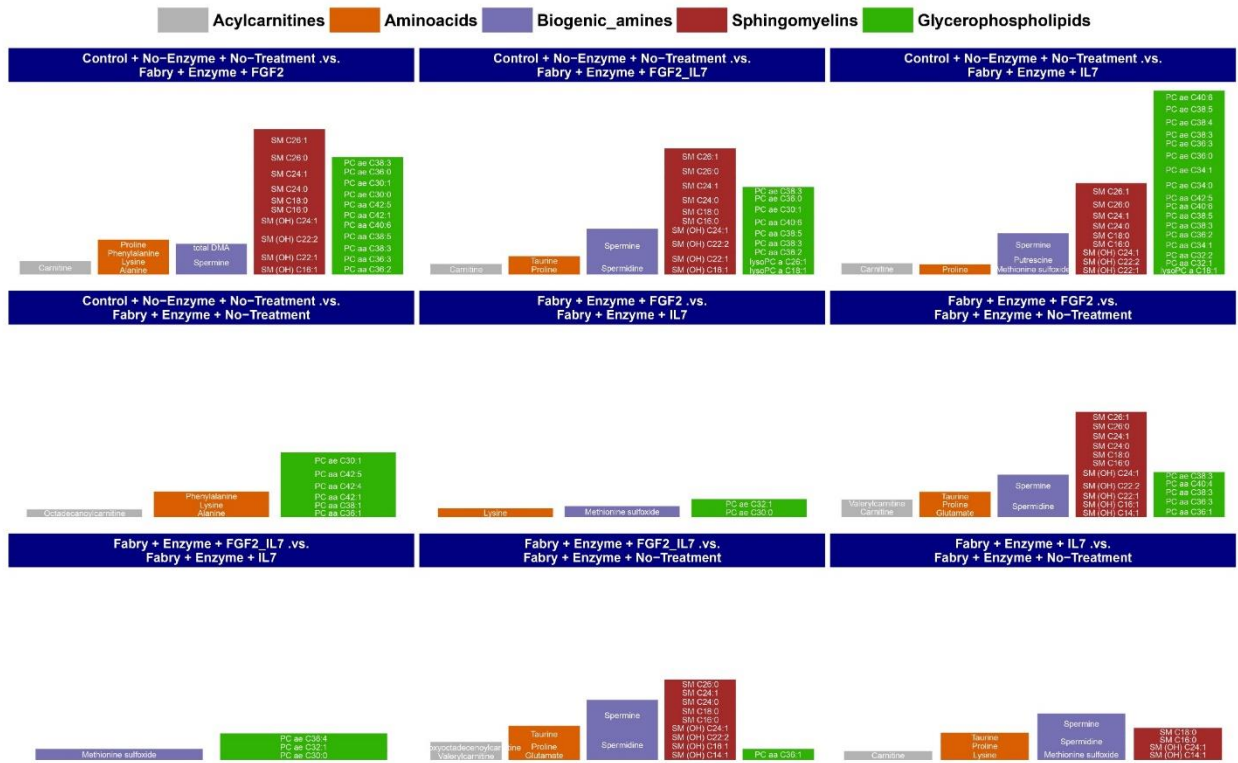 Acylcarnitines Aminoacids Biogenic_amines Sphingomyelins Glycerophospholipids
Control + No−Enzyme + No−Treatment .vs.
Fabry + Enzyme + FGF2
Carnitine
Proline
Phenylalanine
Lysine
Alanine
total DMA
Spermine
SM C26:1
SM C26:0
SM C24:1
SM C24:0
SM C18:0
SM C16:0
SM (OH) C24:1
SM (OH) C22:2
SM (OH) C22:1
SM (OH) C16:1
PC ae C38:3
PC ae C36:0
PC ae C30:1
PC ae C30:0
PC aa C42:5
PC aa C42:1
PC aa C40:6
PC aa C38:5
PC aa C38:3
PC aa C36:3
PC aa C36:2
Control + No−Enzyme + No−Treatment .vs.
Fabry + Enzyme + FGF2_IL7
Carnitine
Taurine
Proline
Spermine
Spermidine
SM C26:1
SM C26:0
SM C24:1
SM C24:0
SM C18:0
SM C16:0
SM (OH) C24:1
SM (OH) C22:2
SM (OH) C22:1
SM (OH) C16:1
PC ae C38:3
PC ae C36:0
PC ae C30:1
PC aa C40:6
PC aa C38:5
PC aa C38:3
PC aa C36:2
lysoPC a C26:1
lysoPC a C18:1
Control + No−Enzyme + No−Treatment .vs.
Fabry + Enzyme + IL7
Carnitine
Proline
Spermine
Putrescine
Methionine sulfoxide
SM C26:1
SM C26:0
SM C24:1
SM C24:0
SM C18:0
SM C16:0
SM (OH) C24:1
SM (OH) C22:2
SM (OH) C22:1
PC ae C40:6
PC ae C38:5
PC ae C38:4
PC ae C38:3
PC ae C36:3
PC ae C36:0
PC ae C34:1
PC ae C34:0
PC aa C42:5
PC aa C40:6
PC aa C38:5
PC aa C38:3
PC aa C36:2
PC aa C34:1
PC aa C32:2
PC aa C32:1
lysoPC a C18:1
Control + No−Enzyme + No−Treatment .vs.
Fabry + Enzyme + No−Treatment
Octadecanoylcarnitine
Phenylalanine
Lysine
Alanine
PC ae C30:1
PC aa C42:5
PC aa C42:4
PC aa C42:1
PC aa C38:1
PC aa C36:1
Fabry + Enzyme + FGF2 .vs.
Fabry + Enzyme + IL7
Lysine
Methionine sulfoxide
PC ae C32:1
PC ae C30:0
Fabry + Enzyme + FGF2 .vs.
Fabry + Enzyme + No−Treatment
Valerylcarnitine
Carnitine
Taurine
Proline
Glutamate
Spermine
Spermidine
SM C26:1
SM C26:0
SM C24:1
SM C24:0
SM C18:0
SM C16:0
SM (OH) C24:1
SM (OH) C22:2
SM (OH) C22:1
SM (OH) C16:1
SM (OH) C14:1
PC ae C38:3
PC aa C40:4
PC aa C38:3
PC aa C36:3
PC aa C36:1
Fabry + Enzyme + FGF2_IL7 .vs.
Fabry + Enzyme + IL7
Methionine sulfoxide
PC ae C38:4
PC ae C32:1
PC ae C30:0
Fabry + Enzyme + FGF2_IL7 .vs.
Fabry + Enzyme + No−Treatment
oxyoctadecenoylcarnitine
Valerylcarnitine
Taurine
Proline
Glutamate
Spermine
Spermidine
SM C26:0
SM C24:1
SM C24:0
SM C18:0
SM C16:0
SM (OH) C24:1
SM (OH) C22:2
SM (OH) C16:1
SM (OH) C14:1
PC aa C36:1
Fabry + Enzyme + IL7 .vs.
Fabry + Enzyme + No−Treatment
Carnitine
Taurine
Proline
Lysine
Spermine
Spermidine
Methionine sulfoxide
SM C18:0
SM C16:0
SM (OH) C24:1
SM (OH) C14:1